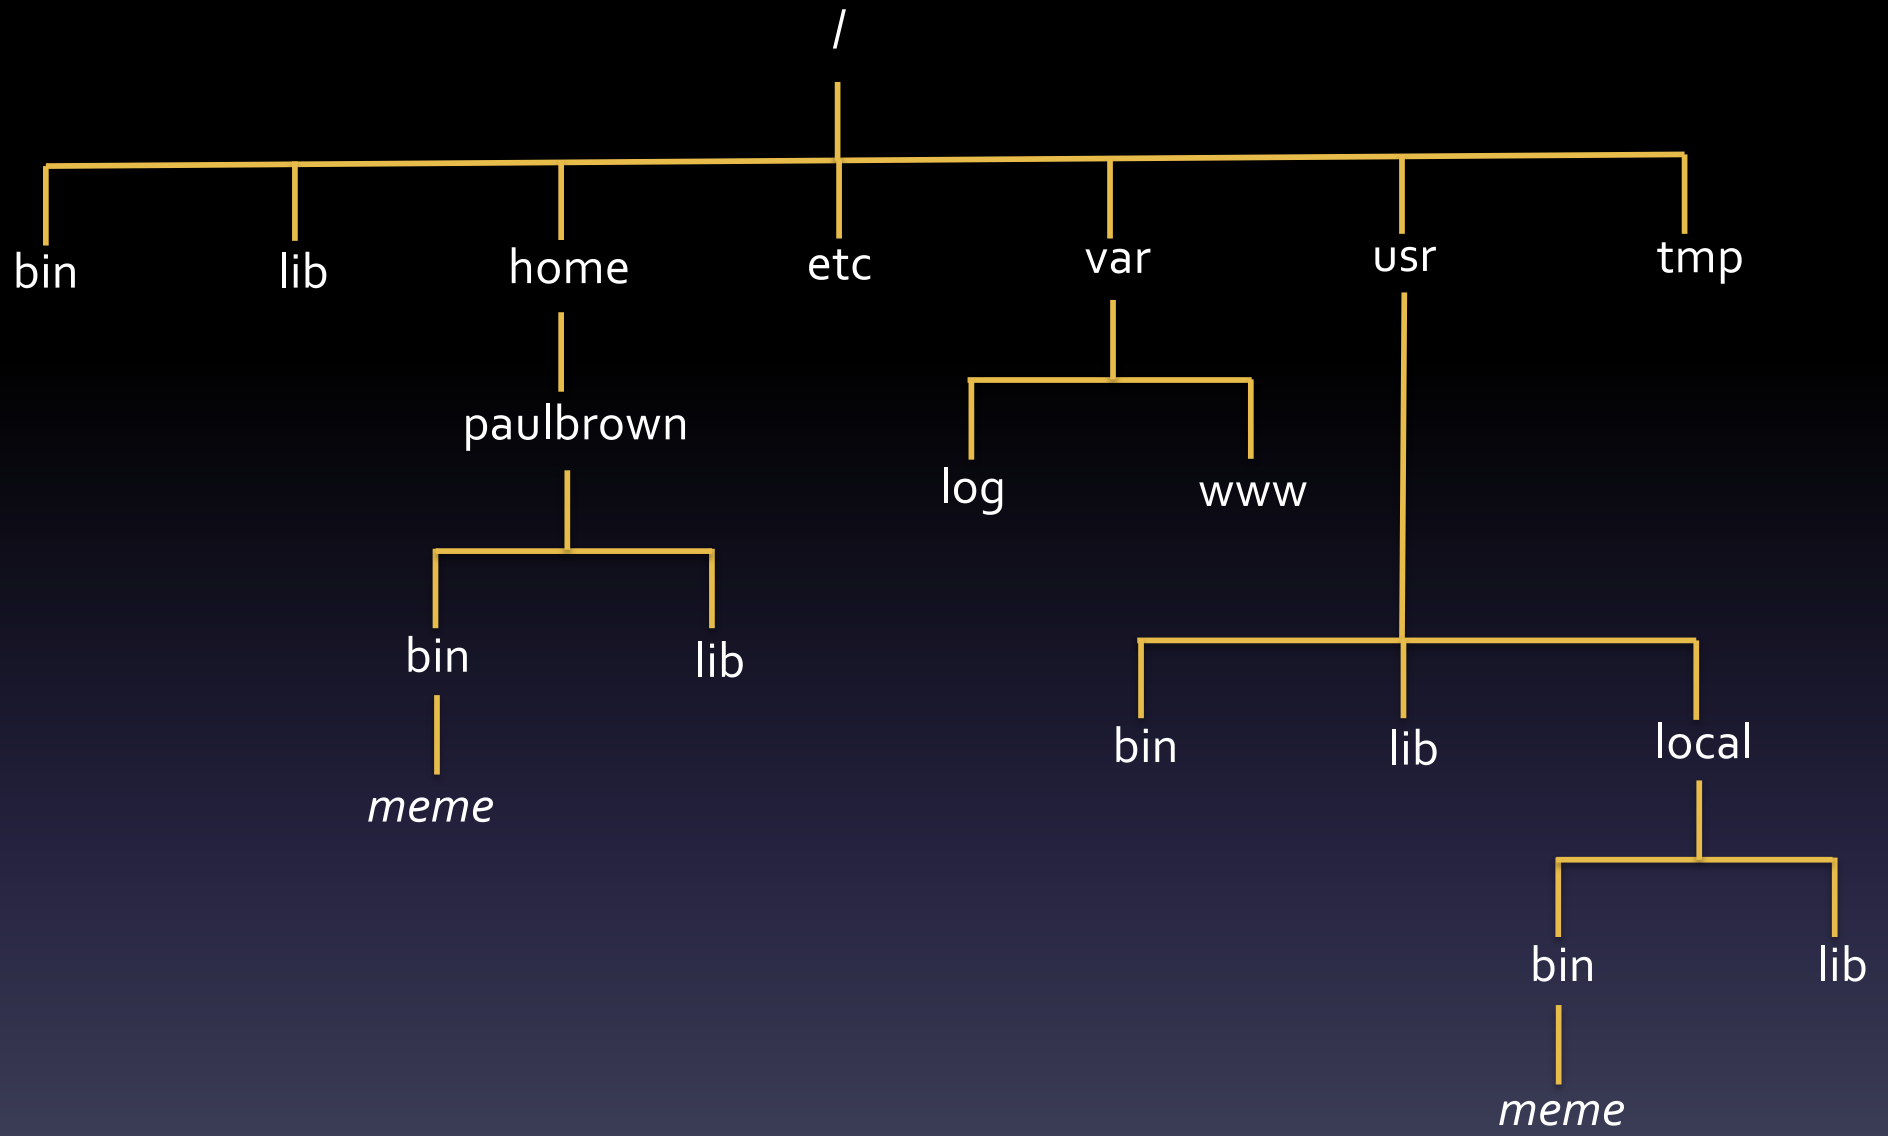 /
bin lib home etc var usr tmp
paulbrown
log www
bin lib
bin lib local
meme
bin lib
meme